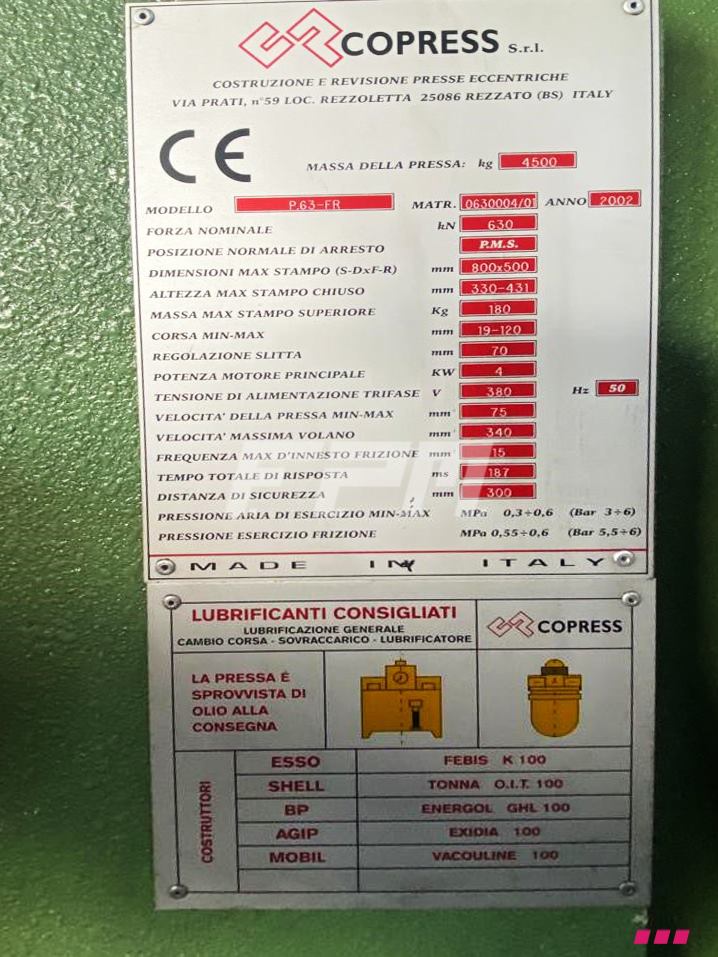 COPRESS S.r.l.
COSTRUZIONE E REVISIONE PRESSE ECCENTRICHE
VIA PRATI, n°59 LOC. REZZOLETTA 25086 REZZATO (BS) ITALY
CE
MASSA DELLA PRESSA: kg 4500
MODELLO P.63-FR MATR. 0630004/01 ANNO 2002
FORZA NOMINALE kN 630
POSIZIONE NORMALE DI ARRESTO P.M.S.
DIMENSIONI MAX STAMPO (S-DxF-R) mm 800x500
ALTEZZA MAX STAMPO CHIUSO mm 330-431
MASSA MAX STAMPO SUPERIORE Kg 180
CORSA MIN-MAX mm 19-120
REGOLAZIONE SLITTA mm 70
POTENZA MOTORE PRINCIPALE KW 4
TENSIONE DI ALIMENTAZIONE TRIFASE V 380 Hz 50
VELOCITA' DELLA PRESSA MIN-MAX mm' 75
VELOCITA' MASSIMA VOLANO mm' 340
FREQUENZA MAX D'INNESTO FRIZIONE mm' 15
TEMPO TOTALE DI RISPOSTA ms 187
DISTANZA DI SICUREZZA mm 300
PRESSIONE ARIA DI ESERCIZIO MIN-MAX MPa 0,3÷0,6 (Bar 3÷6)
PRESSIONE ESERCIZIO FRIZIONE MPa 0,55÷0,6 (Bar 5,5÷6)
MADE IN ITALY
LUBRIFICANTI CONSIGLIATI
LUBRIFICAZIONE GENERALE
CAMBIO CORSA - SOVRACCARICO - LUBRIFICATORE
COPRESS
LA PRESSA É
SPROVVISTA DI
OLIO ALLA
CONSEGNA
COSTRUTTORI
ESSO FEBIS K 100
SHELL TONNA O.I.T. 100
BP ENERGOL GHL 100
AGIP EXIDIA 100
MOBIL VACOULINE 100